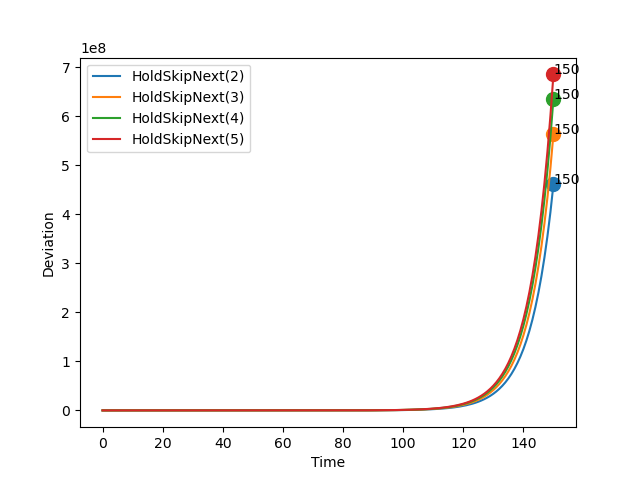 1e8
7
6
5
4
3
2
1
0
Deviation
HoldSkipNext(2)
HoldSkipNext(3)
HoldSkipNext(4)
HoldSkipNext(5)
150
150
150
150
0 20 40 60 80 100 120 140
Time